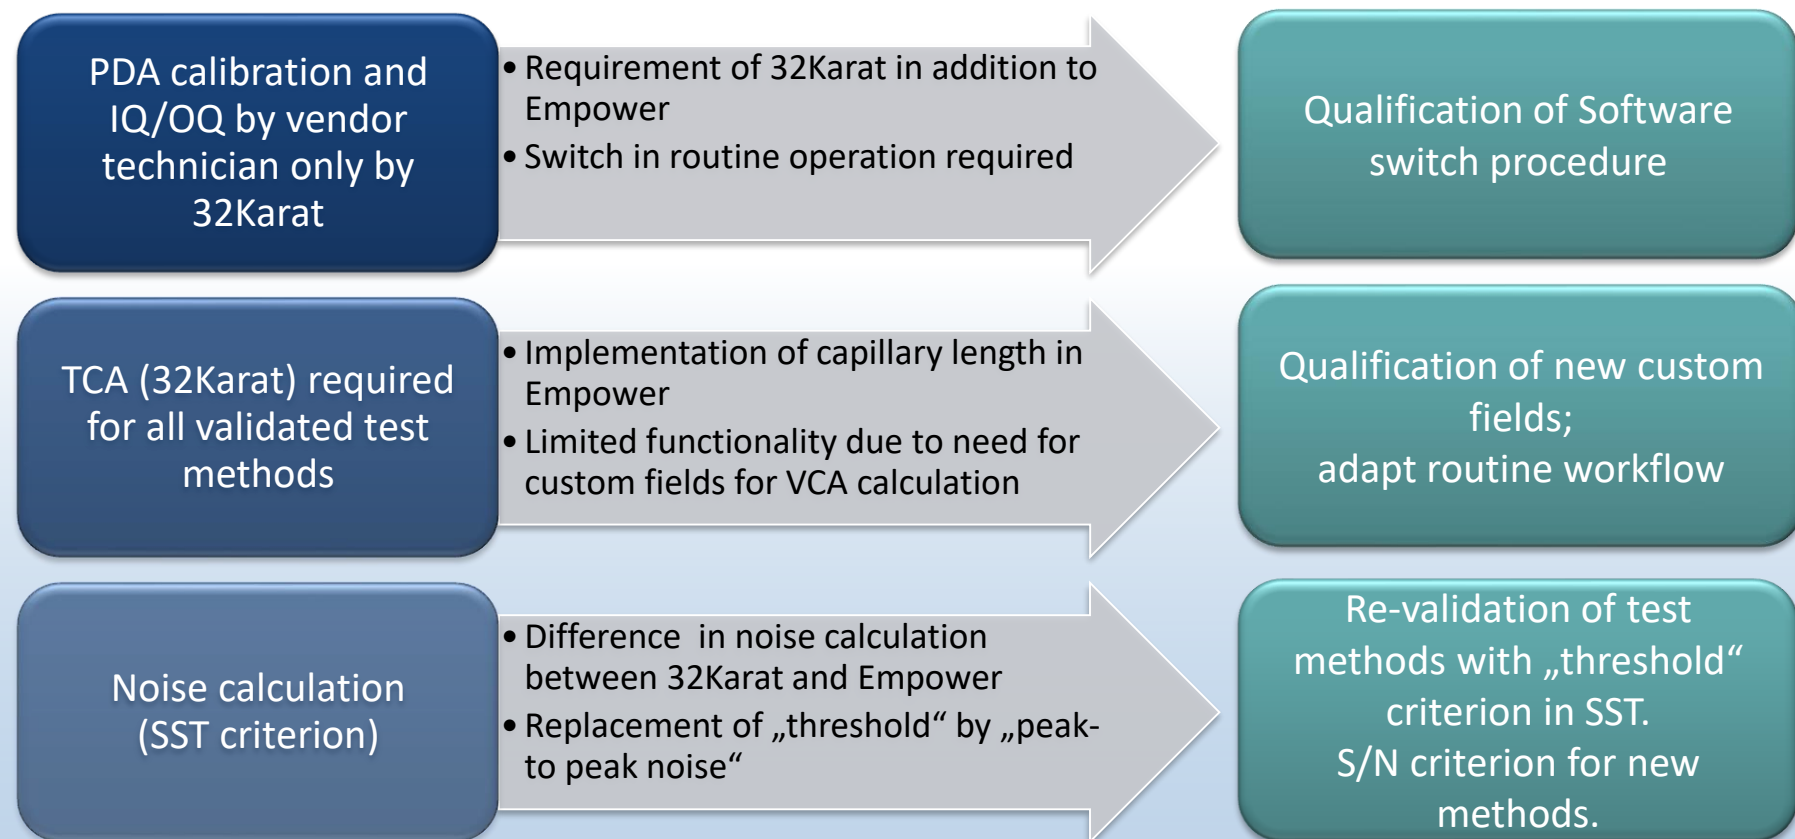 PDA calibration and
IQ/OQ by vendor
technician only by
32Karat
• Requirement of 32Karat in addition to
Empower
• Switch in routine operation required
Qualification of Software
switch procedure
TCA (32Karat) required
for all validated test
methods
• Implementation of capillary length in
Empower
• Limited functionality due to need for
custom fields for VCA calculation
Qualification of new custom
fields;
adapt routine workflow
Noise calculation
(SST criterion)
• Difference  in noise calculation
between 32Karat and Empower
• Replacement of „threshold“ by „peak-
to peak noise“
Re-validation of test
methods with „threshold“
criterion in SST.
S/N criterion for new
methods.